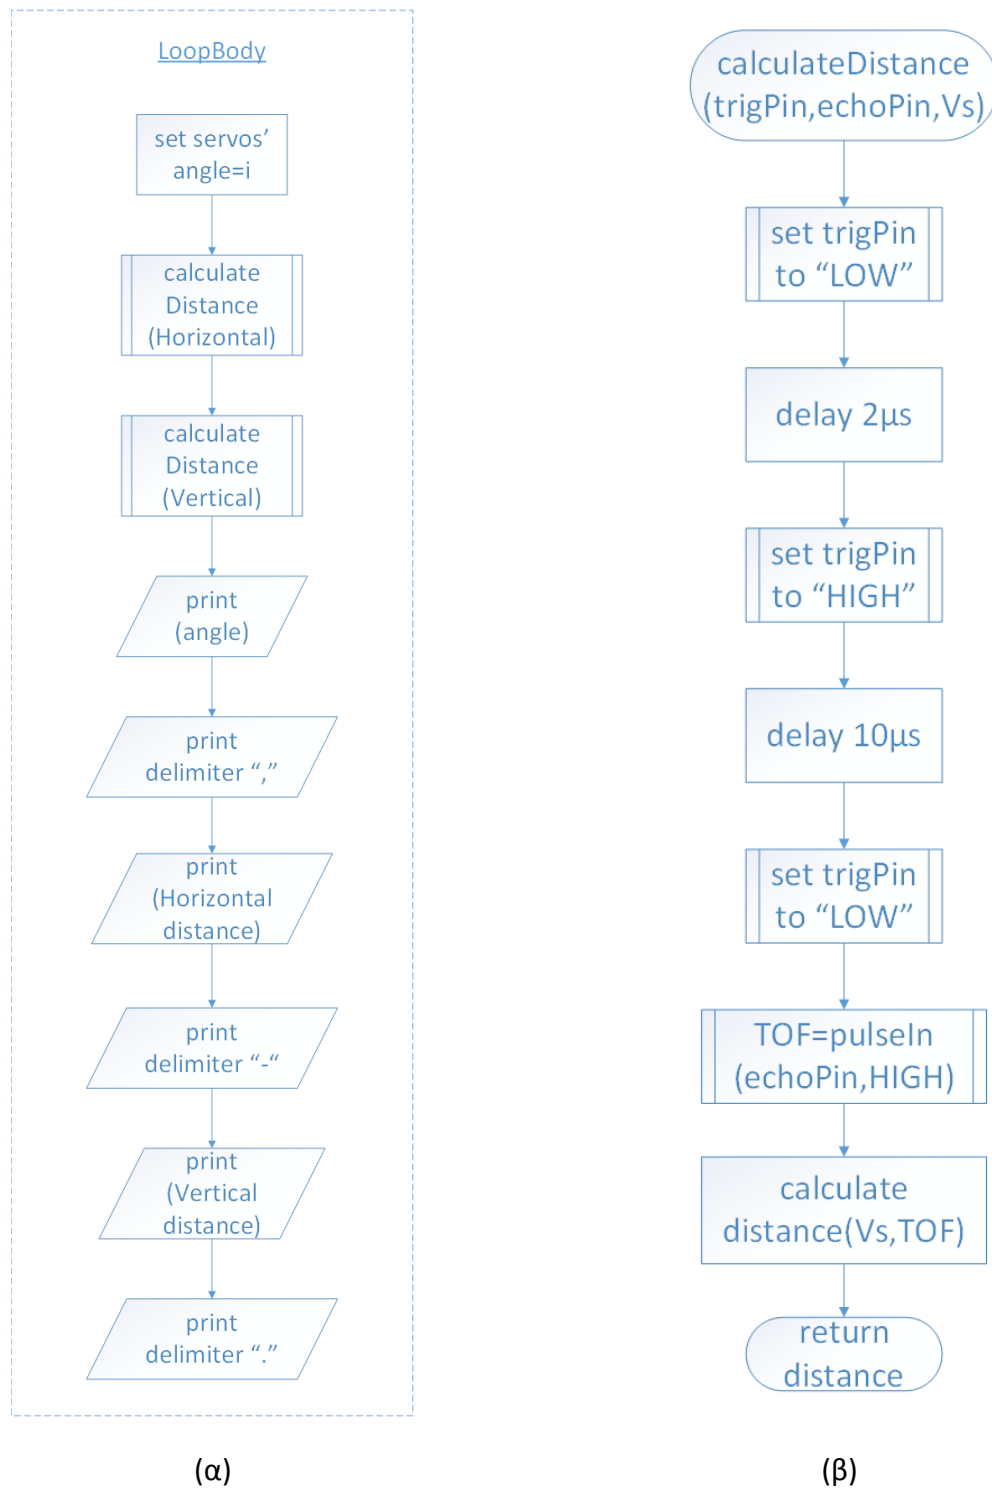 LoopBody
set servos’
angle=i
calculate
Distance
(Horizontal)
calculate
Distance
(Vertical)
print
(angle)
print
delimiter “,”
print
(Horizontal
distance)
print
delimiter “-“
print
(Vertical
distance)
print
delimiter “.”
(α)
calculateDistance
(trigPin,echoPin,Vs)
set trigPin
to “LOW”
delay 2μs
set trigPin
to “HIGH”
delay 10μs
set trigPin
to “LOW”
TOF=pulseIn
(echoPin,HIGH)
calculate
distance(Vs,TOF)
return
distance
(β)